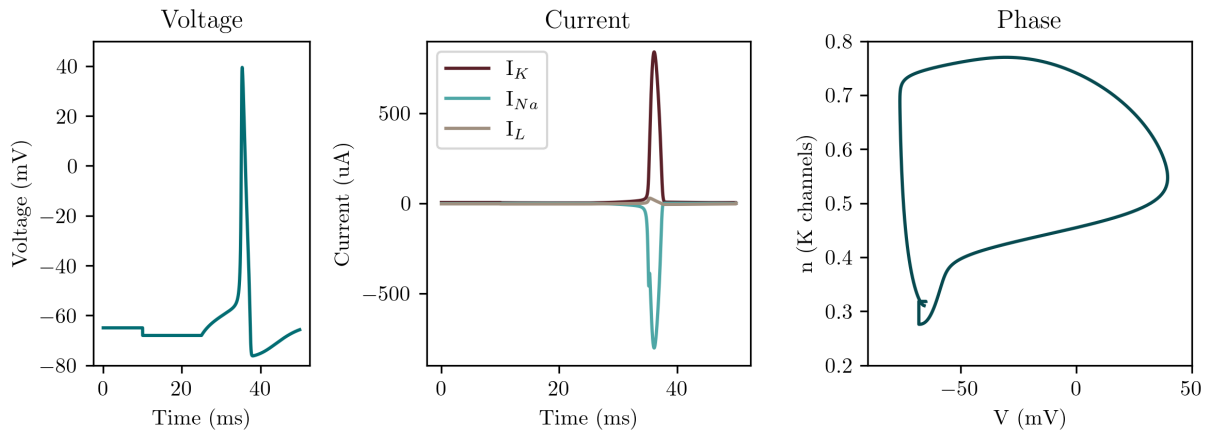 Voltage
40
20
0
−20
−40
−60
−80
Voltage (mV)
0
20
40
Time (ms)
Current
I_K
I_{Na}
I_L
500
0
−500
Current (uA)
0
20
40
Time (ms)
Phase
0.8
0.7
0.6
0.5
0.4
0.3
0.2
n (K channels)
−50
0
50
V (mV)